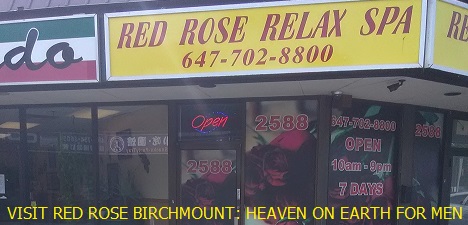 do
RED ROSE RELAX SPA
647-702-8800
Open
2588
2588
647-702-8800
OPEN
10am - 9pm
7 DAYS
VISIT RED ROSE BIRCHMOUNT: HEAVEN ON EARTH FOR MEN